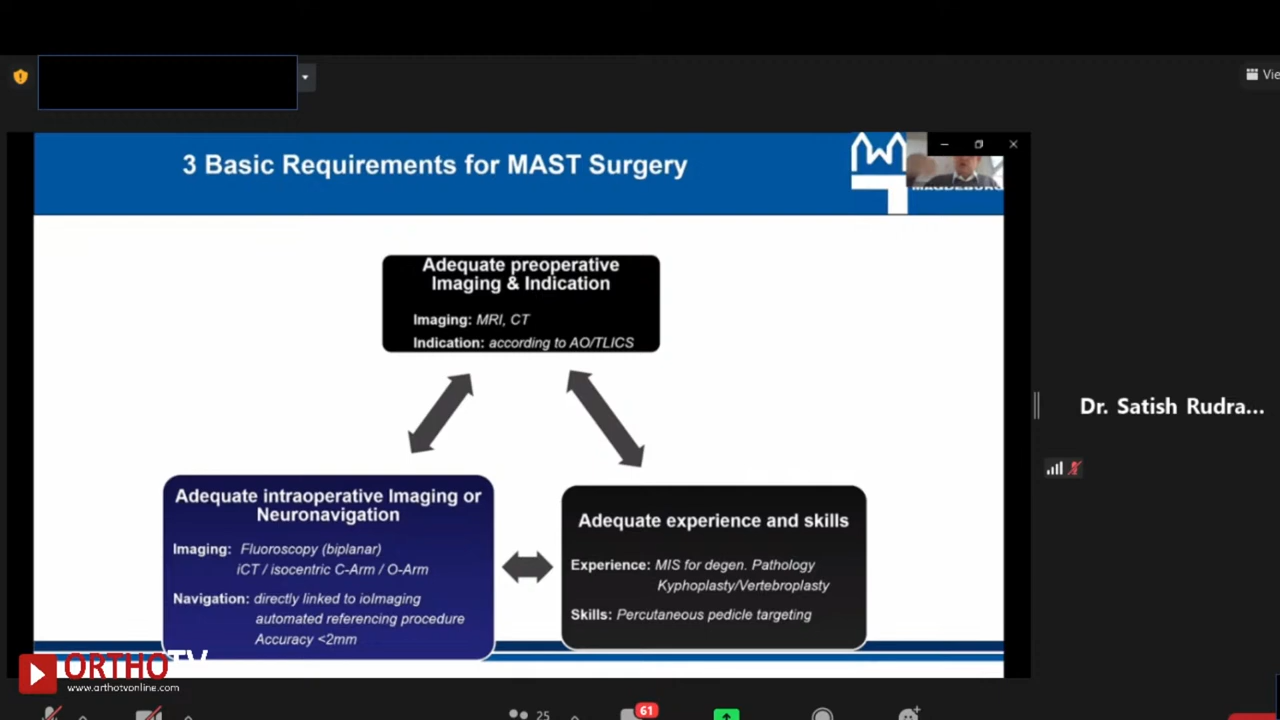 Vie
3 Basic Requirements for MAST Surgery
MAGDEBURG
Adequate preoperative
Imaging & Indication
Imaging: MRI, CT
Indication: according to AO/TLICS
Adequate intraoperative Imaging or
Neuronavigation
Imaging: Fluoroscopy (biplanar)
iCT / isocentric C-Arm / O-Arm
Navigation: directly linked to ioImaging
automated referencing procedure
Accuracy <2mm
Adequate experience and skills
Experience: MIS for degen. Pathology
Kyphoplasty/Vertebroplasty
Skills: Percutaneous pedicle targeting
Dr. Satish Rudra...
ORTHOTV
www.orthotvonline.com
25
61